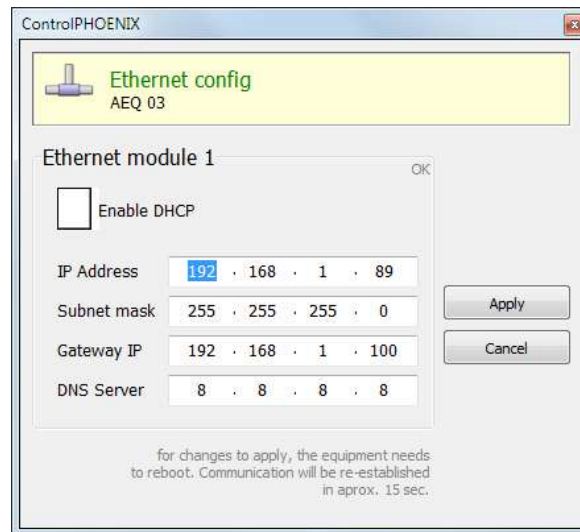 ControlPHOENIX
x
Ethernet config
AEQ 03
Ethernet module 1
OK
Enable DHCP
IP Address 192 . 168 . 1 . 89
Subnet mask 255 . 255 . 255 . 0
Gateway IP 192 . 168 . 1 . 100
DNS Server 8 . 8 . 8 . 8
Apply
Cancel
for changes to apply, the equipment needs
to reboot. Communication will be re-established
in aprox. 15 sec.